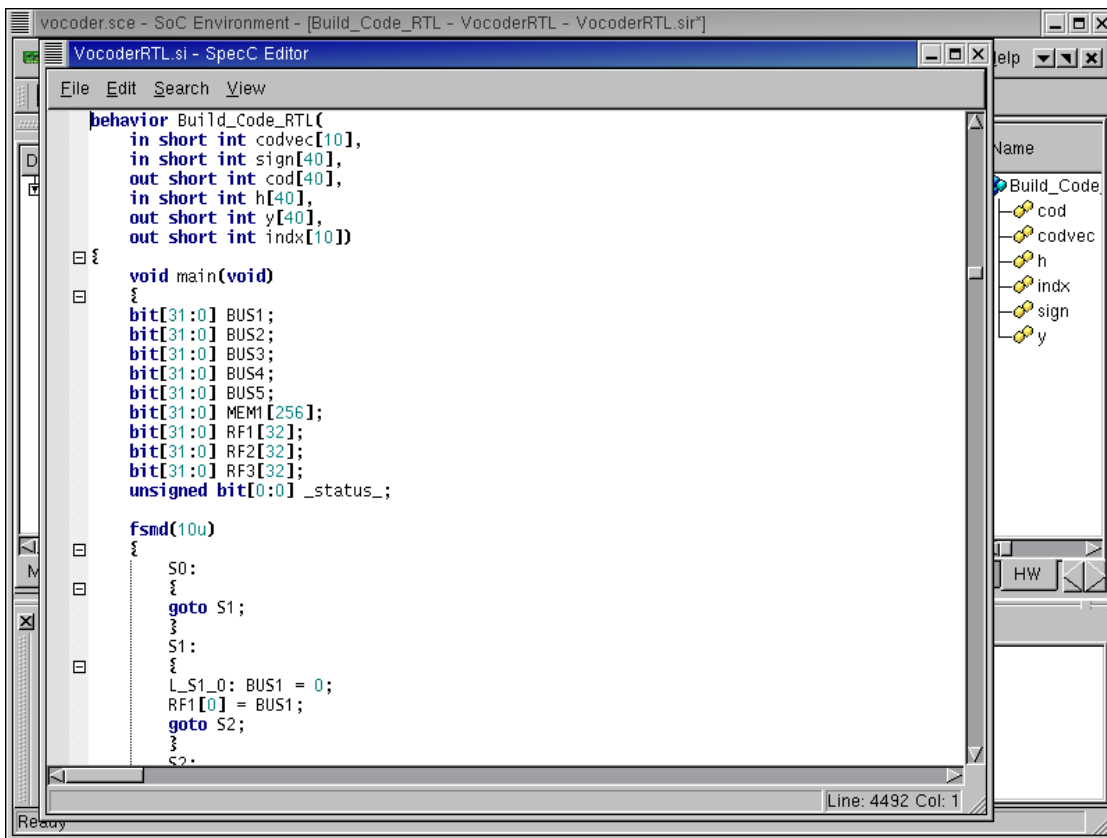 vocoder.sce - SoC Environment - [Build_Code_RTL - VocoderRTL - VocoderRTL.sir*]
VocoderRTL.si - SpecC Editor
elp
File Edit Search View
behavior Build_Code_RTL(
in short int codvec[10],
in short int sign[40],
out short int cod[40],
in short int h[40],
out short int y[40],
out short int indx[10])
{
void main(void)
{
bit[31:0] BUS1;
bit[31:0] BUS2;
bit[31:0] BUS3;
bit[31:0] BUS4;
bit[31:0] BUS5;
bit[31:0] MEM1[256];
bit[31:0] RF1[32];
bit[31:0] RF2[32];
bit[31:0] RF3[32];
unsigned bit[0:0] _status_;
fsmd(10u)
{
S0:
{
goto S1;
}
S1:
{
L_S1_0: BUS1 = 0;
RF1[0] = BUS1;
goto S2;
}
S2:
Line: 4492 Col: 1
D
M
Name
Build_Code_
cod
codvec
h
indx
sign
y
HW
Ready